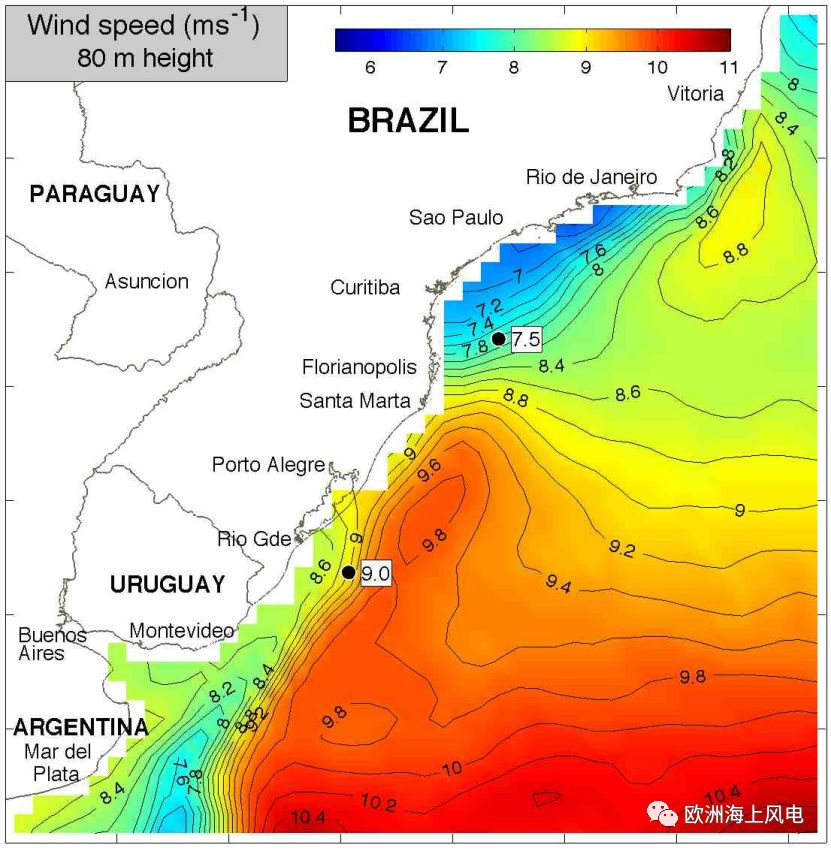 Wind speed (ms-1)
80 m height
6 7 8 9 10 11
Vitoria
BRAZIL
8
8.4
8
8.2
Rio de Janeiro
PARAGUAY
8.6
Sao Paulo
8.8
7.6
8
Asuncion
7
Curitiba
7.2
7.4
7.8
7.5
Florianopolis
8.4
8.6
Santa Marta
8.8
9
9.6
Porto Alegre
9
Rio Gde
9
9.8
9.2
8.6
9.0
9.4
URUGUAY
Buenos
Aires
Montevideo
8.4
9.8
8.2
8
8.8
9.2
9.8
ARGENTINA
Mar del
Plata
7.6
7.8
10
8.4
10.2
10.4
10.4
欧洲海上风电